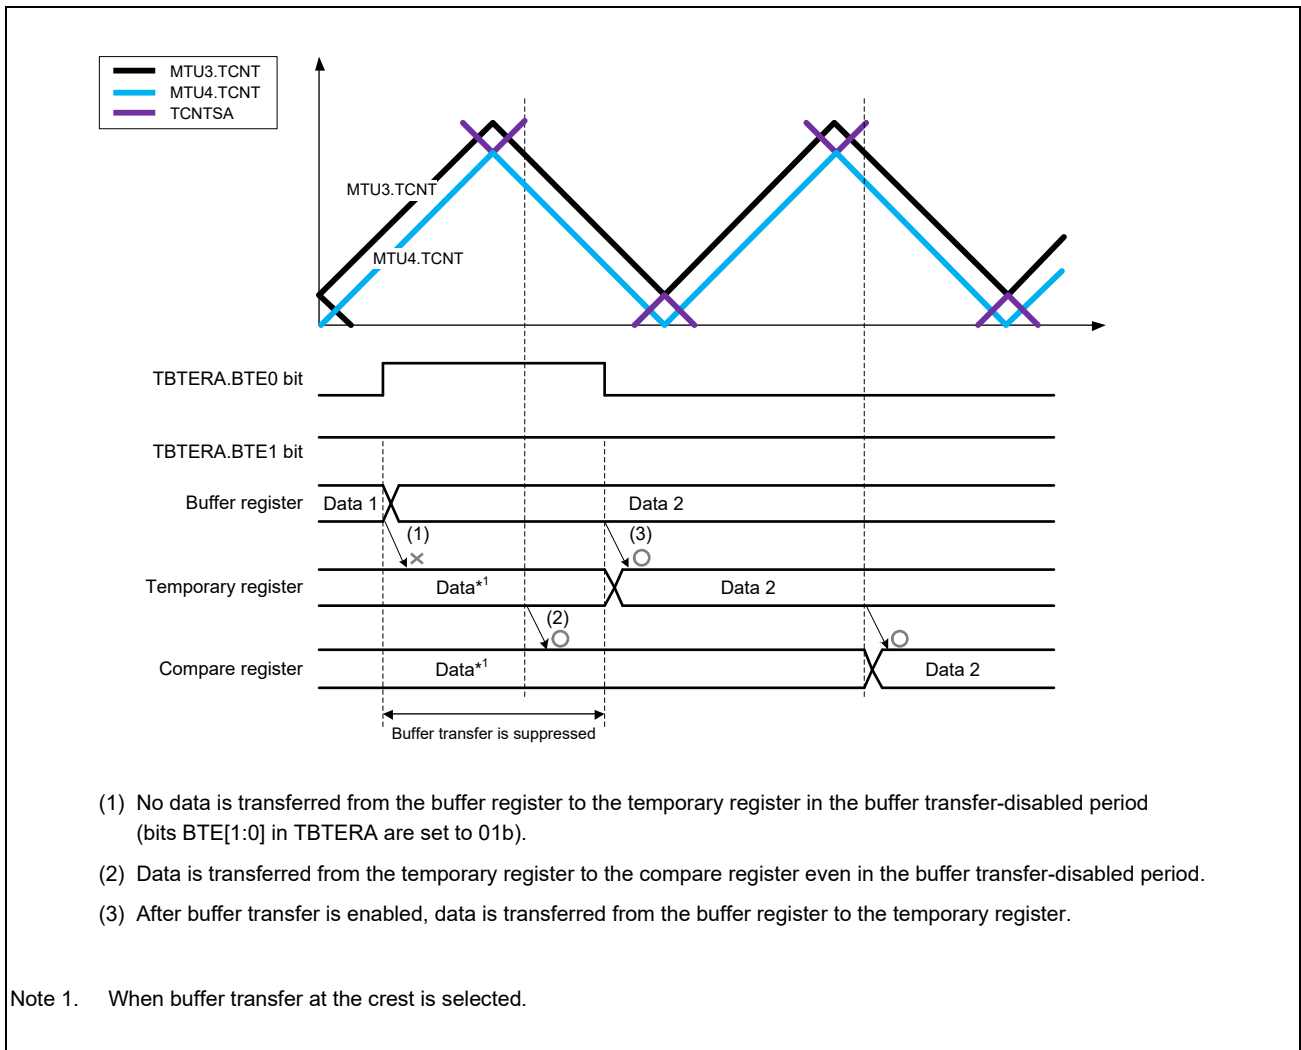 MTU3.TCNT
MTU4.TCNT
TCNTSA
MTU3.TCNT
MTU4.TCNT
TBTERA.BTE0 bit
TBTERA.BTE1 bit
Buffer register
Data 1
Data 2
(1)
(3)
Temporary register
Data*1
Data 2
(2)
Compare register
Data*1
Data 2
Buffer transfer is suppressed
(1) No data is transferred from the buffer register to the temporary register in the buffer transfer-disabled period
(bits BTE[1:0] in TBTERA are set to 01b).
(2) Data is transferred from the temporary register to the compare register even in the buffer transfer-disabled period.
(3) After buffer transfer is enabled, data is transferred from the buffer register to the temporary register.
Note 1. When buffer transfer at the crest is selected.